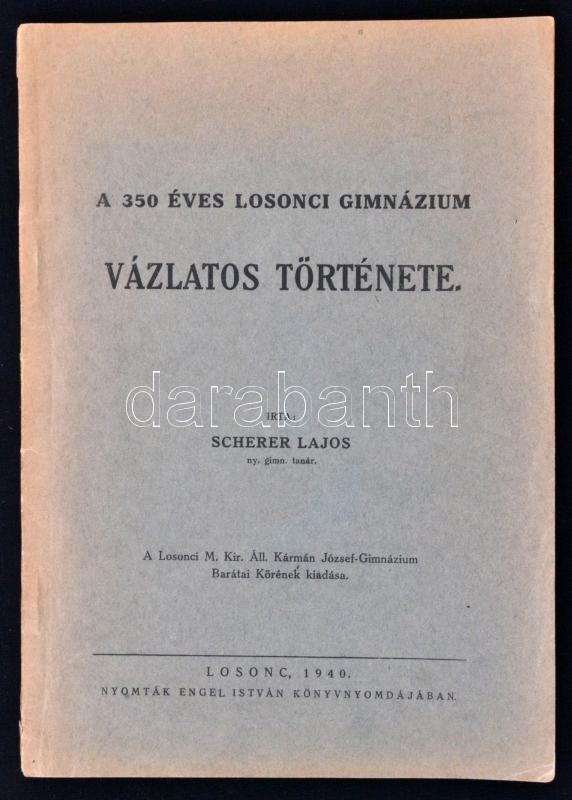 A 350 ÉVES LOSONCI GIMNÁZIUM
VÁZLATOS TÖRTÉNETE.
darabanth
IRTA:
SCHERER LAJOS
ny. gimn. tanár.
A Losonci M. Kir. Áll. Kármán József-Gimnázium
Barátai Körének kiadása.
LOSONC, 1940.
NYOMTÁK ENGEL ISTVÁN KÖNYVNYOMDÁJÁBAN.